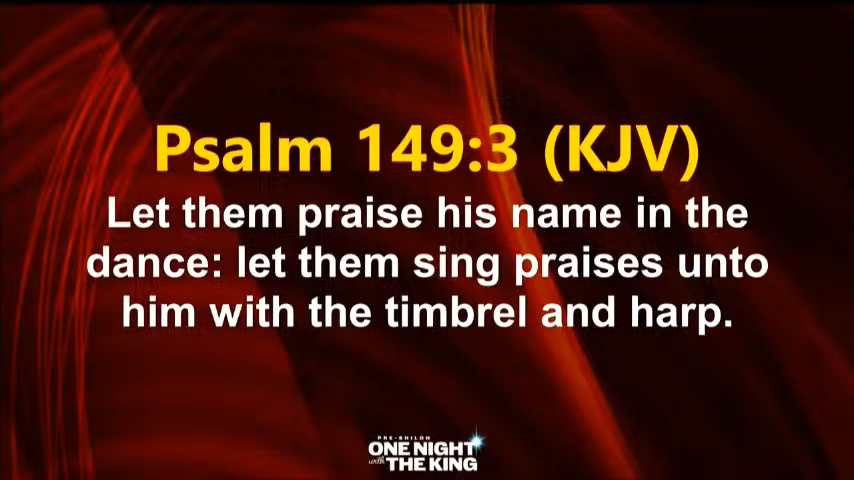 Psalm 149:3 (KJV)
Let them praise his name in the
dance: let them sing praises unto
him with the timbrel and harp.
PRE-SHILOH
ONE NIGHT
with THE KING